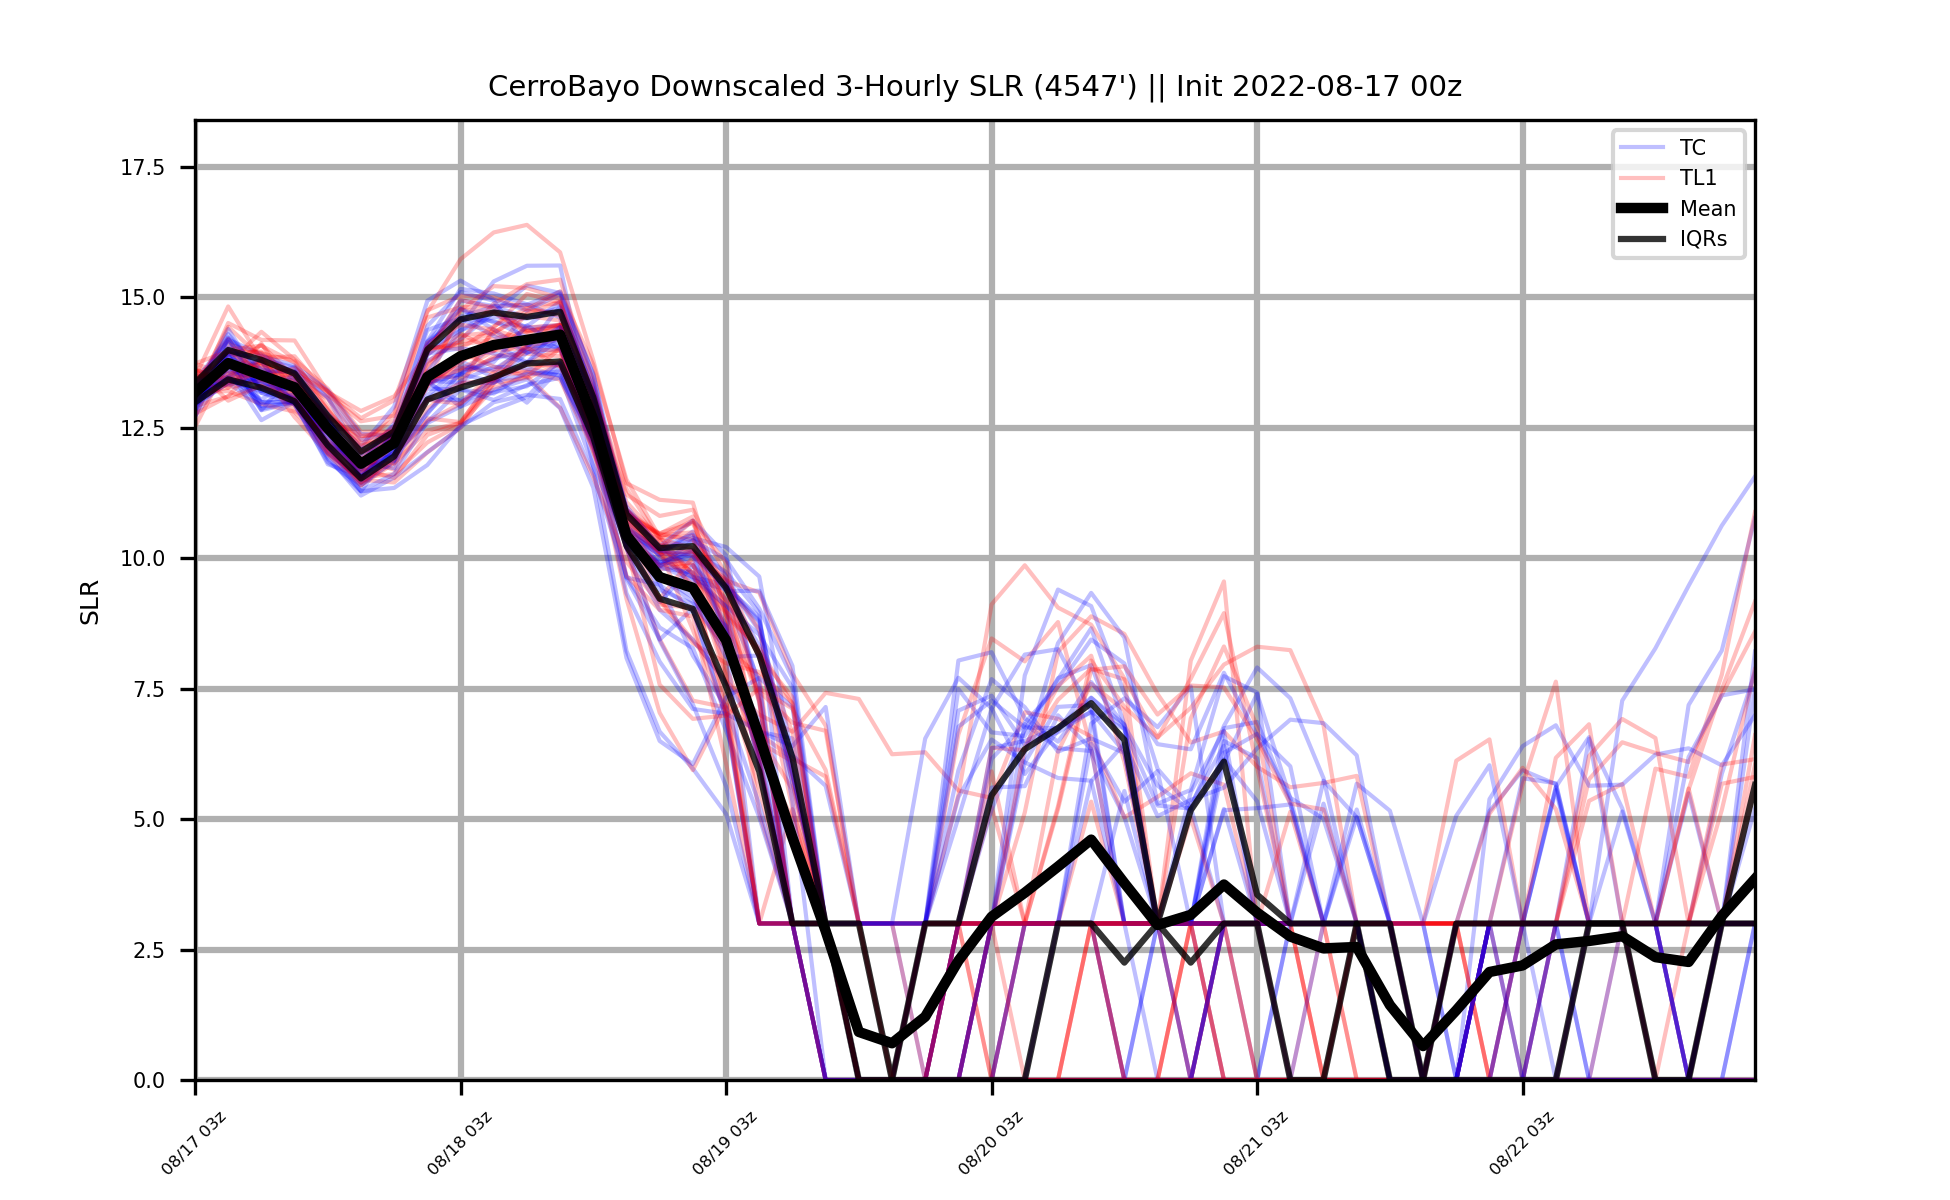 CerroBayo Downscaled 3-Hourly SLR (4547') || Init 2022-08-17 00z
TC
TL1
Mean
IQRs
SLR
17.5
15.0
12.5
10.0
7.5
5.0
2.5
0.0
08/17 03z
08/18 03z
08/19 03z
08/20 03z
08/21 03z
08/22 03z